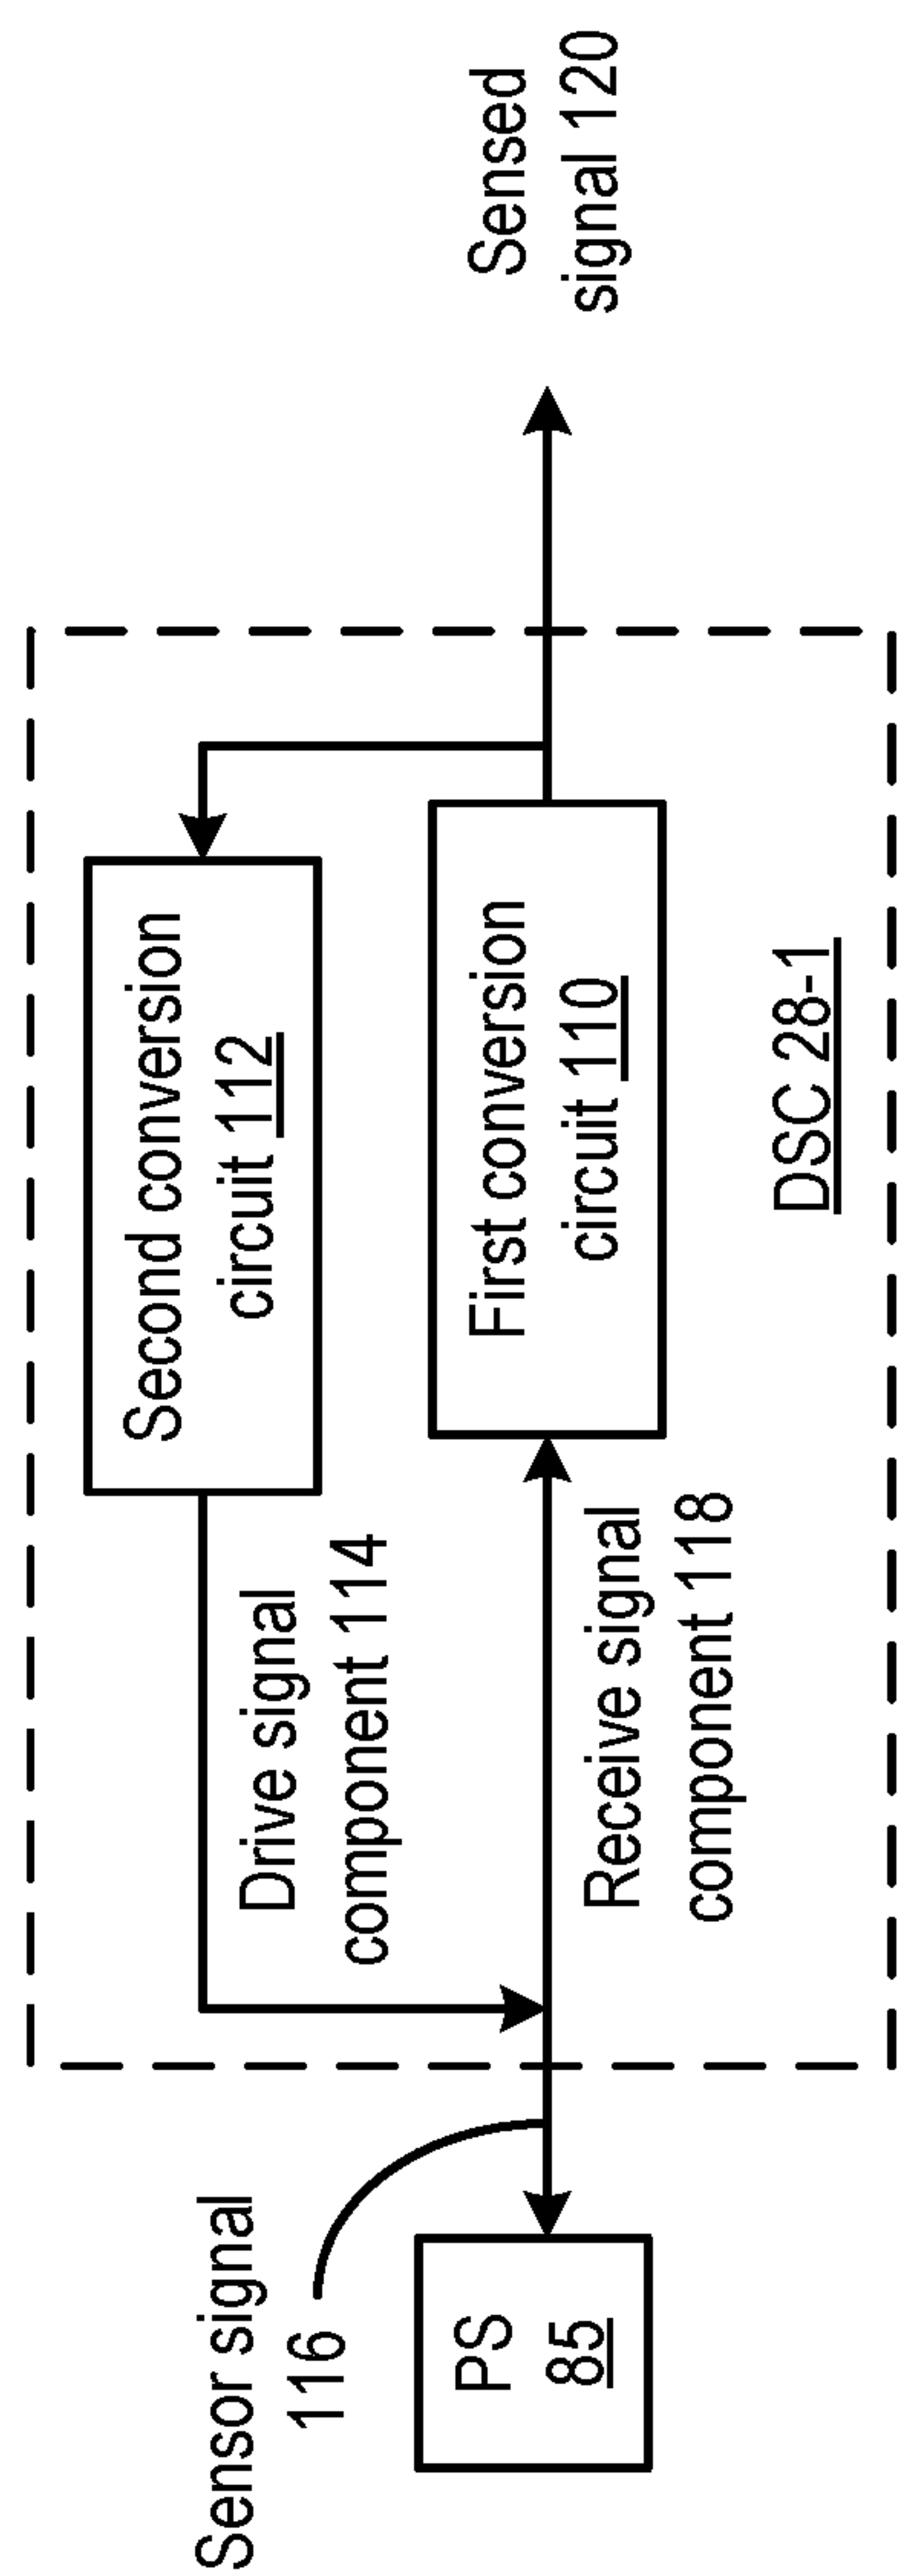 Sensor signal
116
PS
85
Drive signal
component 114
Receive signal
component 118
Second conversion
circuit 112
First conversion
circuit 110
DSC 28-1
Sensed
signal 120